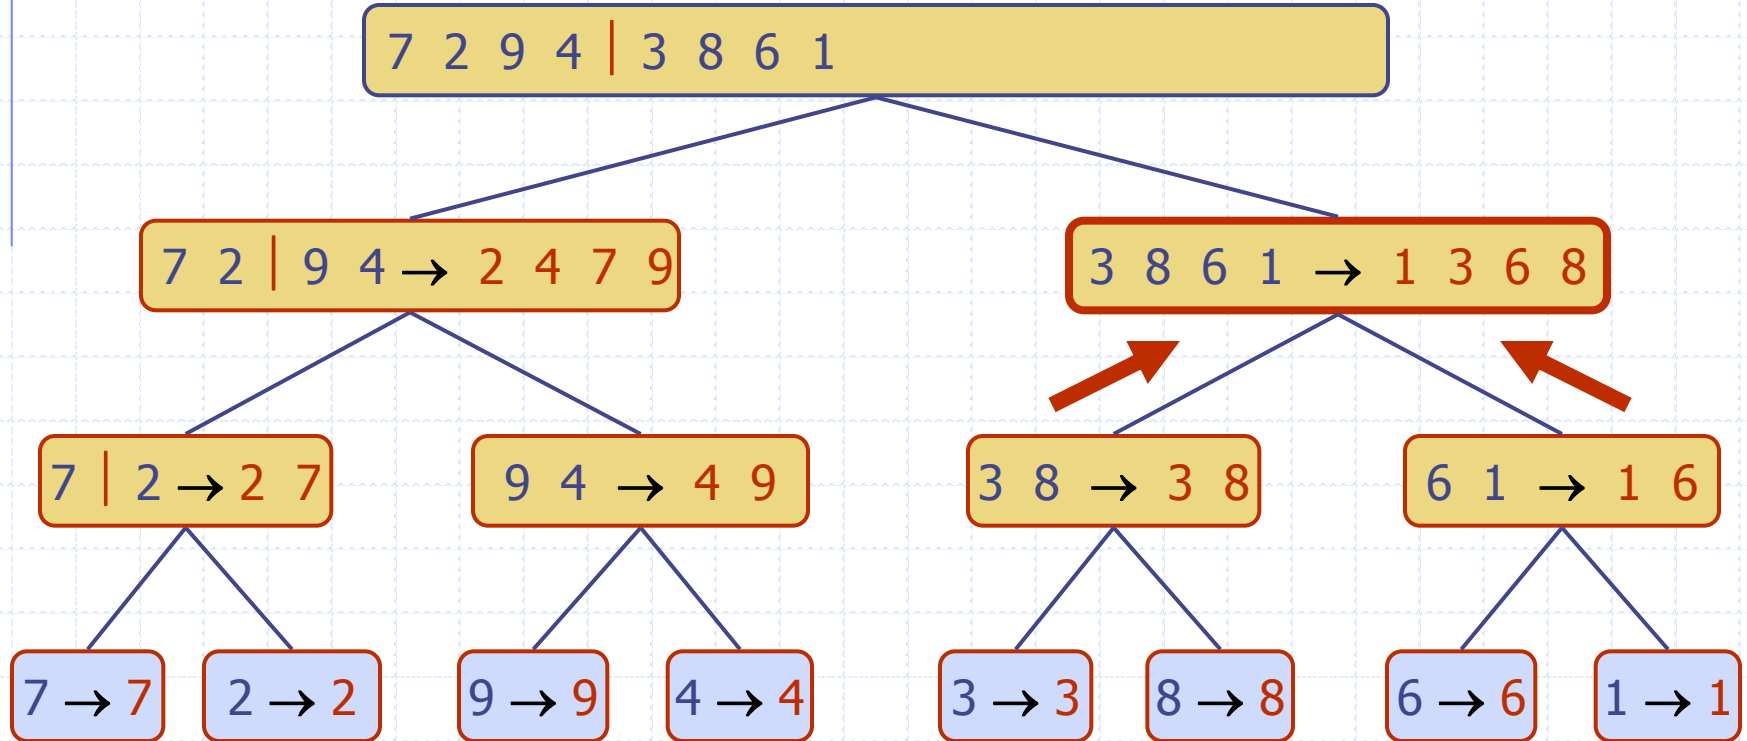 7 2 9 4 | 3 8 6 1
7 2 | 9 4 → 2 4 7 9
3 8 6 1 → 1 3 6 8
7 | 2 → 2 7
9 4 → 4 9
3 8 → 3 8
6 1 → 1 6
7 → 7
2 → 2
9 → 9
4 → 4
3 → 3
8 → 8
6 → 6
1 → 1